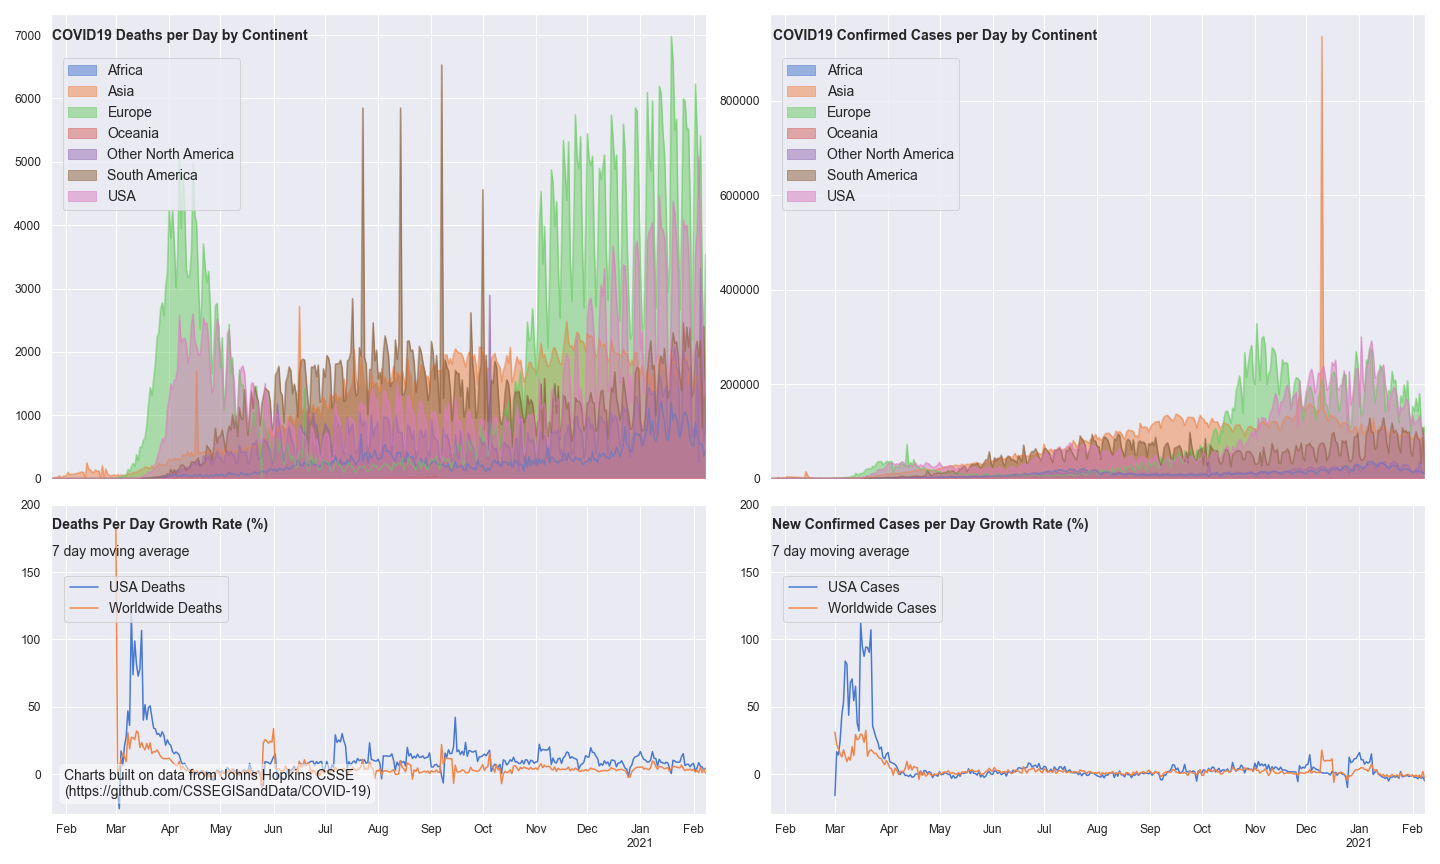 COVID19 Deaths per Day by Continent
7000
6000
5000
4000
3000
2000
1000
0
Africa
Asia
Europe
Oceania
Other North America
South America
USA
COVID19 Confirmed Cases per Day by Continent
800000
600000
400000
200000
0
Africa
Asia
Europe
Oceania
Other North America
South America
USA
Deaths Per Day Growth Rate (%)
7 day moving average
200
150
100
50
0
USA Deaths
Worldwide Deaths
Charts built on data from Johns Hopkins CSSE
(https://github.com/CSSEGISandData/COVID-19)
Feb Mar Apr May Jun Jul Aug Sep Oct Nov Dec Jan Feb
2021
New Confirmed Cases per Day Growth Rate (%)
7 day moving average
200
150
100
50
0
USA Cases
Worldwide Cases
Feb Mar Apr May Jun Jul Aug Sep Oct Nov Dec Jan Feb
2021